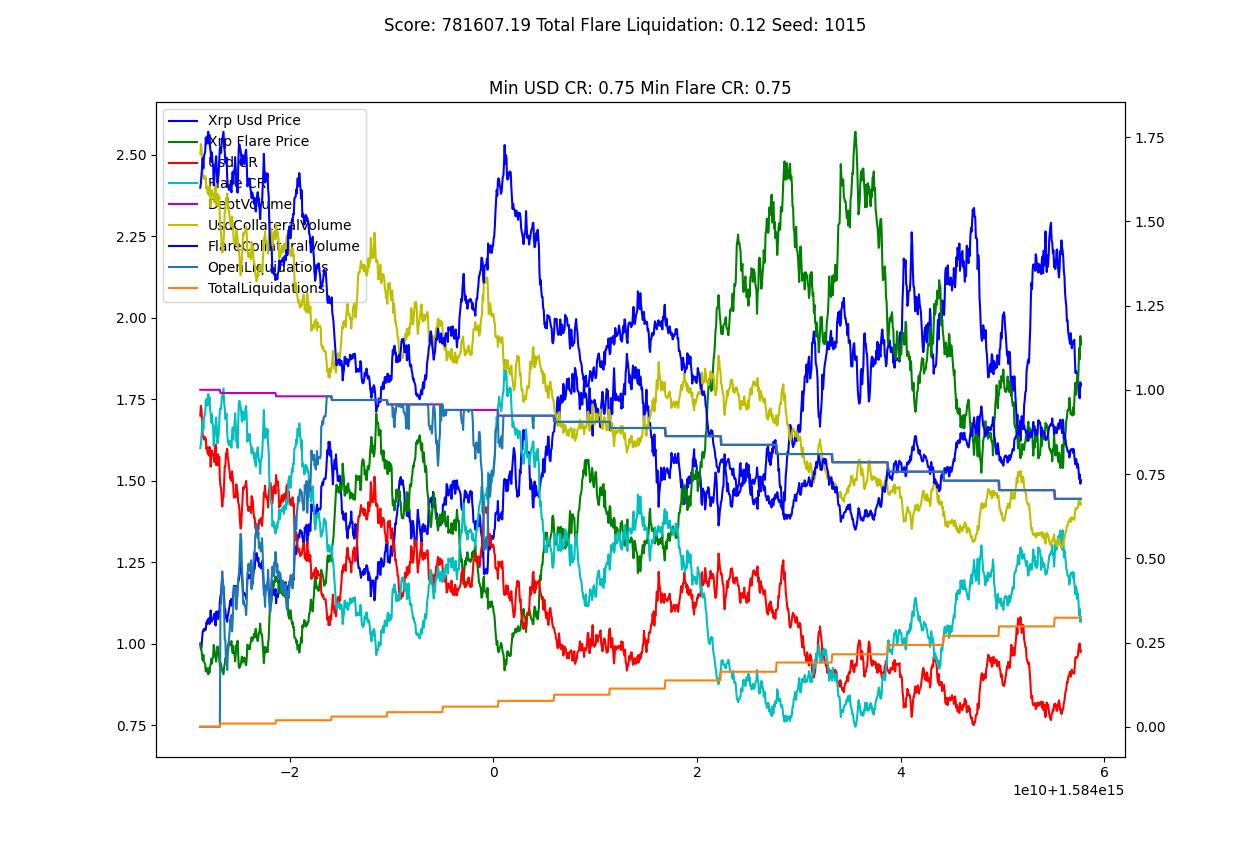 Score: 781607.19 Total Flare Liquidation: 0.12 Seed: 1015
Min USD CR: 0.75 Min Flare CR: 0.75
Xrp Usd Price
Xrp Flare Price
Usd CR
Flare CR
DebtVolume
UsdCollateralVolume
FlareCollateralVolume
OpenLiquidations
TotalLiquidations
2.50
2.25
2.00
1.75
1.50
1.25
1.00
0.75
1.75
1.50
1.25
1.00
0.75
0.50
0.25
0.00
−2 0 2 4 6
1e10+1.584e15